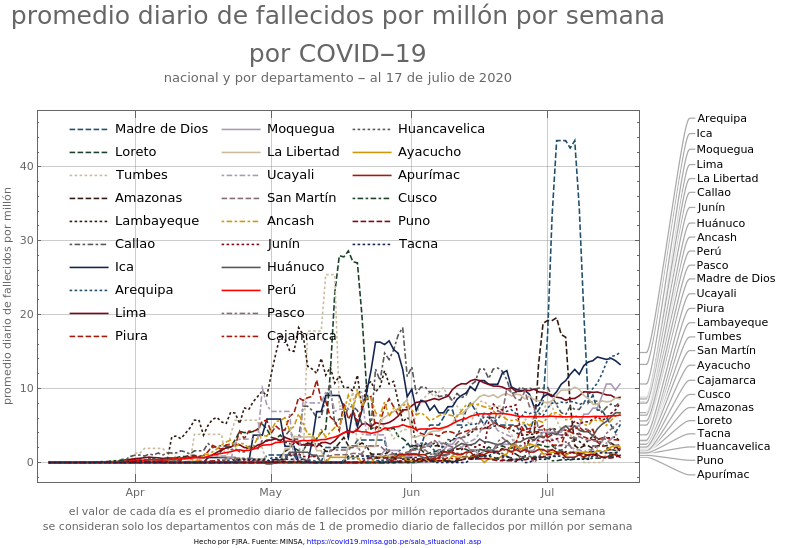 promedio diario de fallecidos por millón por semana
por COVID−19
nacional y por departamento − al 17 de julio de 2020
promedio diario de fallecidos por millón
40
30
20
10
0
Madre de Dios
Loreto
Tumbes
Amazonas
Lambayeque
Callao
Ica
Arequipa
Lima
Piura
Moquegua
La Libertad
Ucayali
San Martín
Ancash
Junín
Huánuco
Perú
Pasco
Cajamarca
Huancavelica
Ayacucho
Apurímac
Cusco
Puno
Tacna
Apr
May
Jun
Jul
Arequipa
Ica
Moquegua
Lima
La Libertad
Callao
Junín
Huánuco
Ancash
Perú
Pasco
Madre de Dios
Ucayali
Piura
Lambayeque
Tumbes
San Martín
Ayacucho
Cajamarca
Cusco
Amazonas
Loreto
Tacna
Huancavelica
Puno
Apurímac
el valor de cada día es el promedio diario de fallecidos por millón reportados durante una semana
se consideran solo los departamentos con más de 1 de promedio diario de fallecidos por millón por semana
Hecho por FJRA. Fuente: MINSA, https://covid19.minsa.gob.pe/sala_situacional.asp